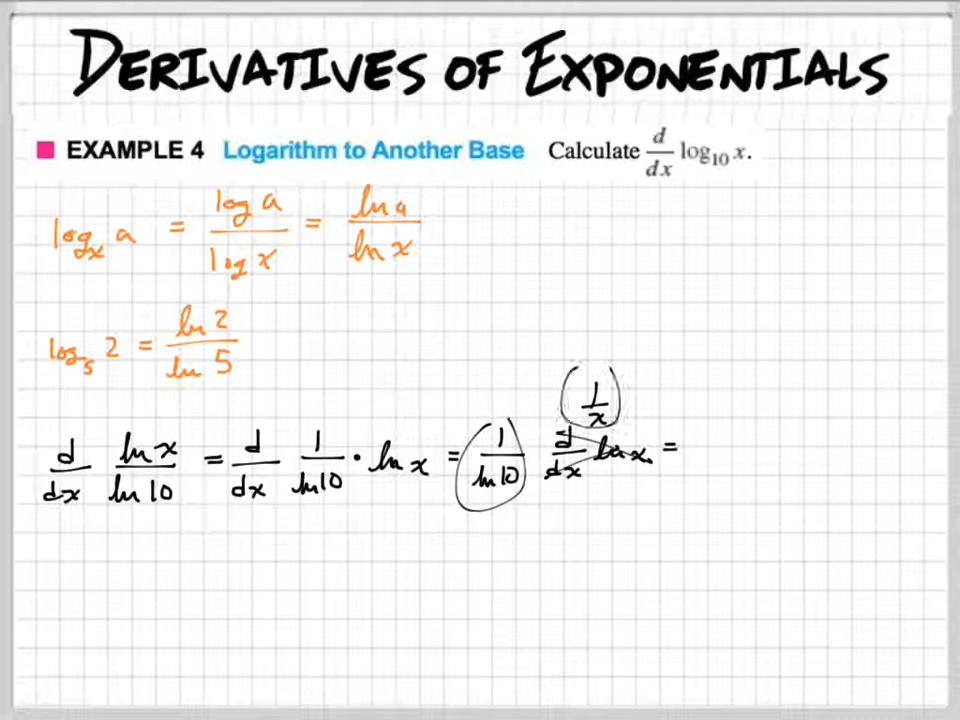 DERIVATIVES OF EXPONENTIALS
EXAMPLE 4 Logarithm to Another Base Calculate d/dx log₁₀ x.
logₓ a = log a / log x = ln a / ln x
log₅ 2 = ln 2 / ln 5
1/x
d/dx ln x / ln 10 = d/dx 1/ln 10 · ln x = 1/ln 10 d/dx ln x =